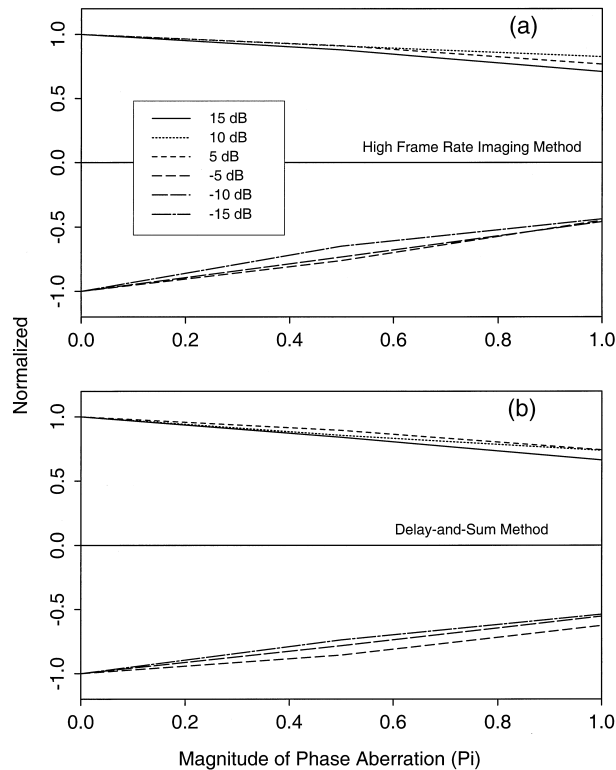 (a)
1.0
0.5
0.0
-0.5
-1.0
15 dB
10 dB
5 dB
-5 dB
-10 dB
-15 dB
High Frame Rate Imaging Method
0.0 0.2 0.4 0.6 0.8 1.0
Normalized
(b)
1.0
0.5
0.0
-0.5
-1.0
Delay-and-Sum Method
0.0 0.2 0.4 0.6 0.8 1.0
Magnitude of Phase Aberration (Pi)